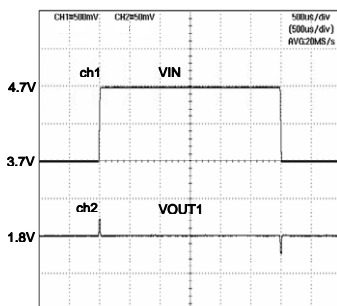 CH1=500mV CH2=50mV 500us/div
(500us/div)
AVG:20MS/s
ch1 VIN
4.7V
3.7V
ch2 VOUT1
1.8V